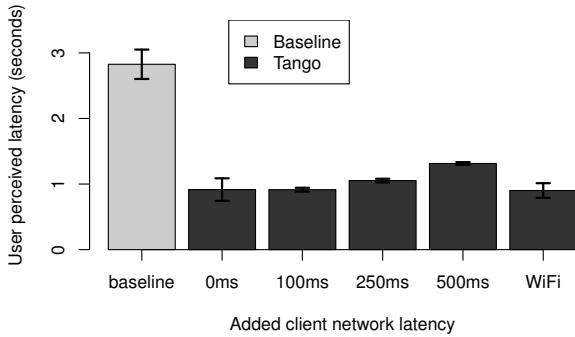 User perceived latency (seconds)
3
2
1
0
Baseline
Tango
baseline 0ms 100ms 250ms 500ms WiFi
Added client network latency